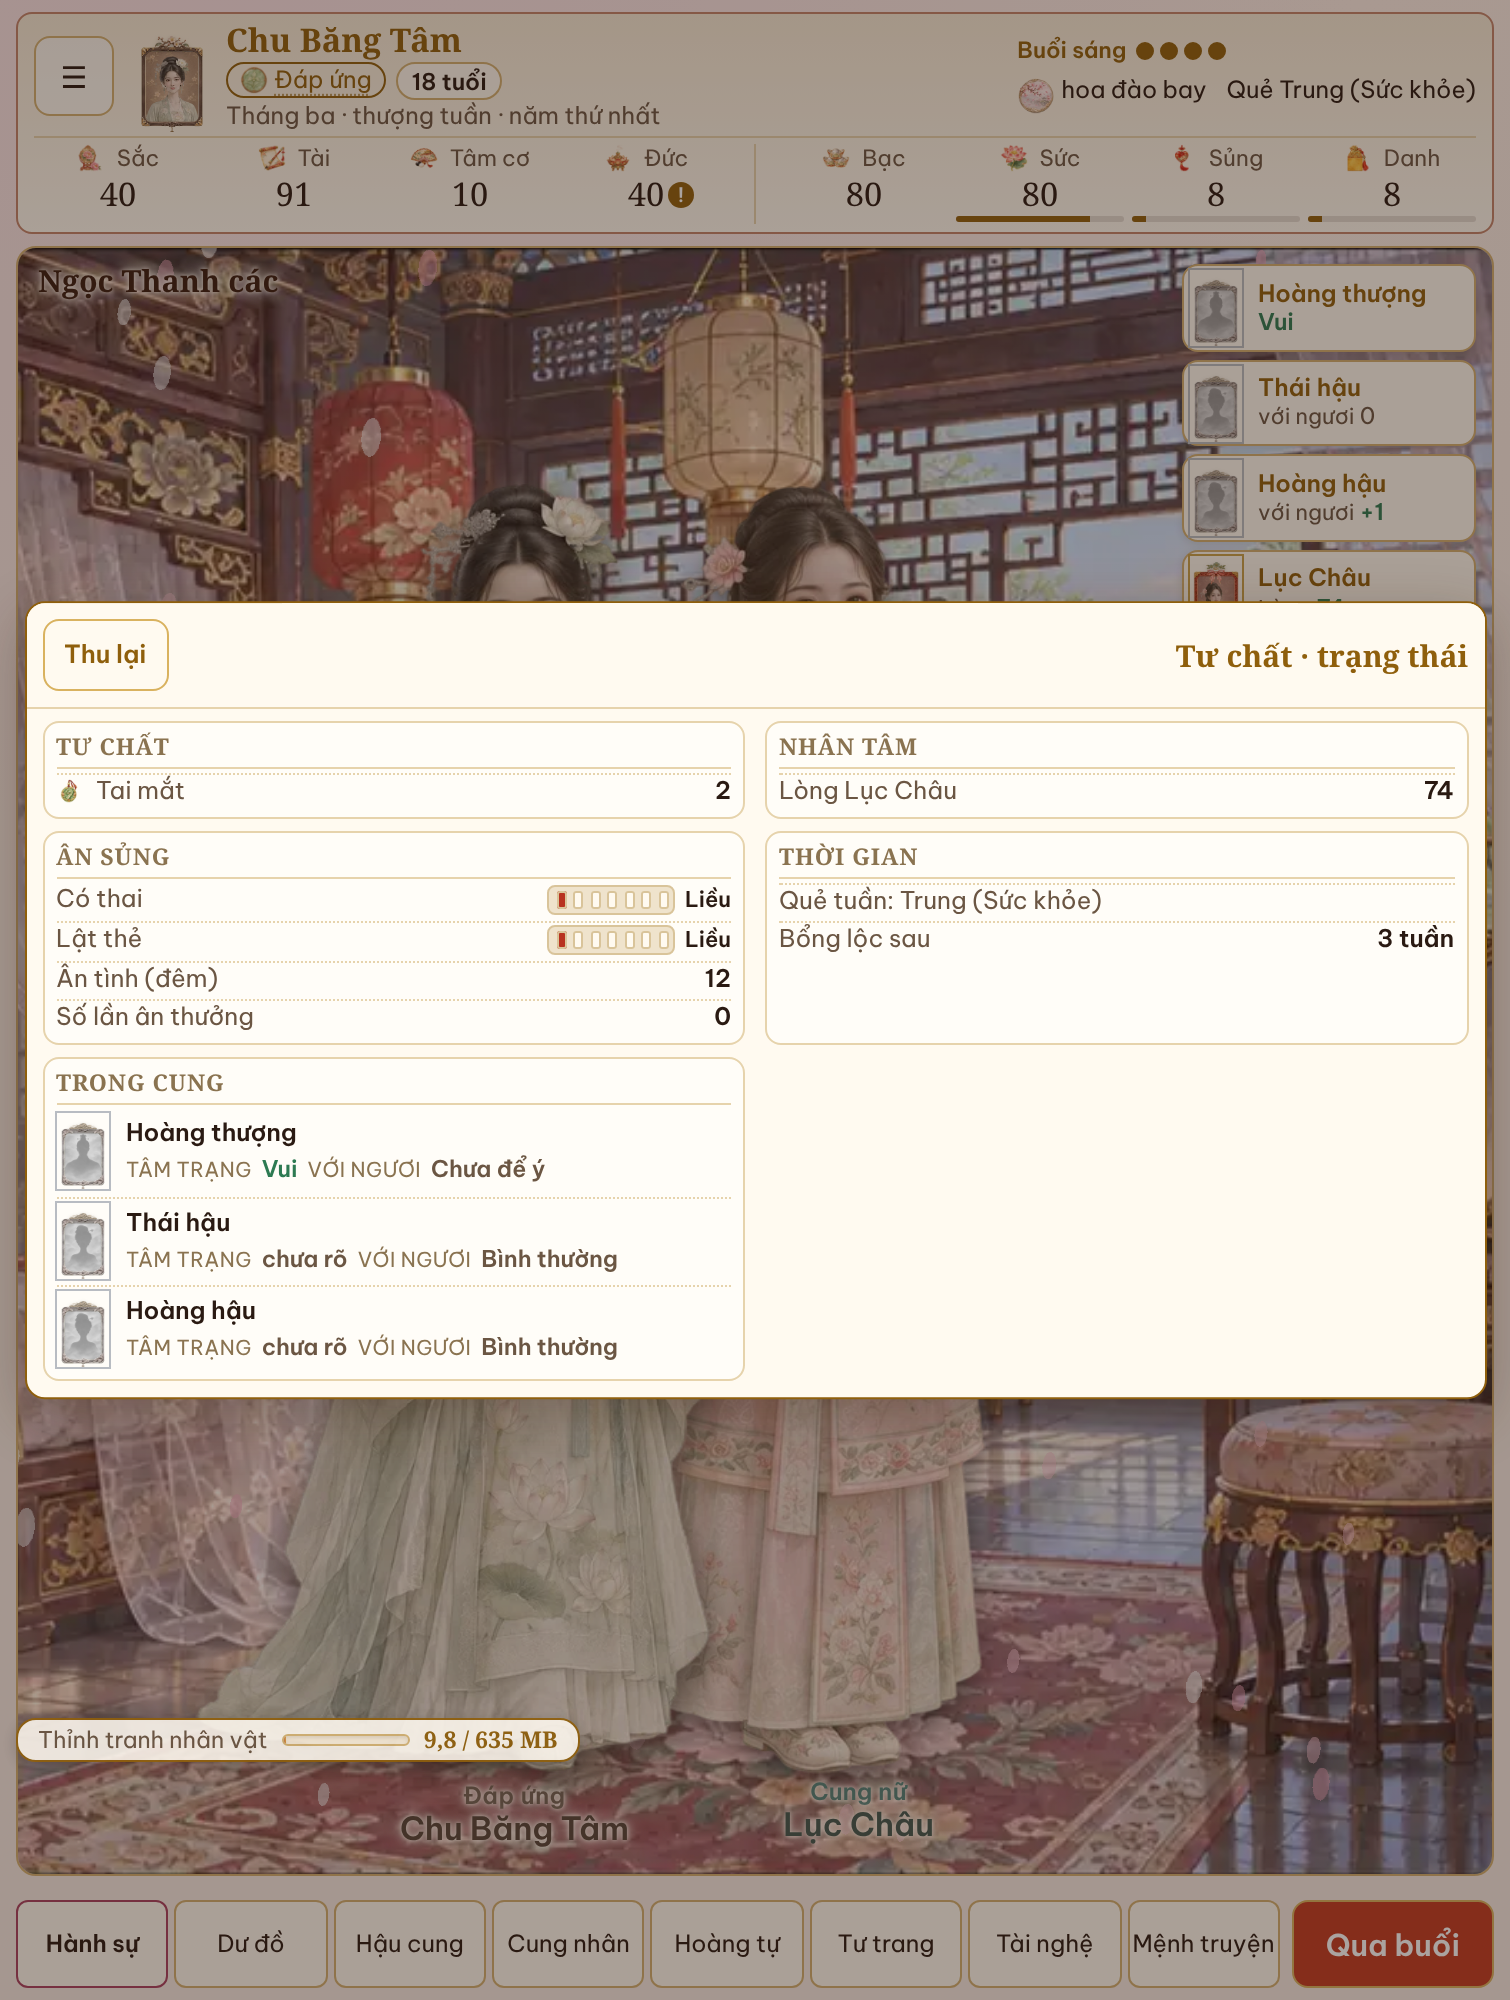 ☰
Chu Băng Tâm
Đáp ứng
18 tuổi
Tháng ba · thượng tuần · năm thứ nhất
Buổi sáng
hoa đào bay
Quẻ Trung (Sức khỏe)
Sắc
40
Tài
91
Tâm cơ
10
Đức
40 !
Bạc
80
Sức
80
Sủng
8
Danh
8
Ngọc Thanh các
Hoàng thượng
Vui
Thái hậu
với ngươi 0
Hoàng hậu
với ngươi +1
Lục Châu
Thu lại
Tư chất · trạng thái
TƯ CHẤT
Tai mắt 2
NHÂN TÂM
Lòng Lục Châu 74
ÂN SỦNG
Có thai Liều
Lật thẻ Liều
Ân tình (đêm) 12
Số lần ân thưởng 0
THỜI GIAN
Quẻ tuần: Trung (Sức khỏe)
Bổng lộc sau 3 tuần
TRONG CUNG
Hoàng thượng
TÂM TRẠNG Vui VỚI NGƯƠI Chưa để ý
Thái hậu
TÂM TRẠNG chưa rõ VỚI NGƯƠI Bình thường
Hoàng hậu
TÂM TRẠNG chưa rõ VỚI NGƯƠI Bình thường
Thỉnh tranh nhân vật 9,8 / 635 MB
Đáp ứng
Chu Băng Tâm
Cung nữ
Lục Châu
Hành sự
Dư đồ
Hậu cung
Cung nhân
Hoàng tự
Tư trang
Tài nghệ
Mệnh truyện
Qua buổi